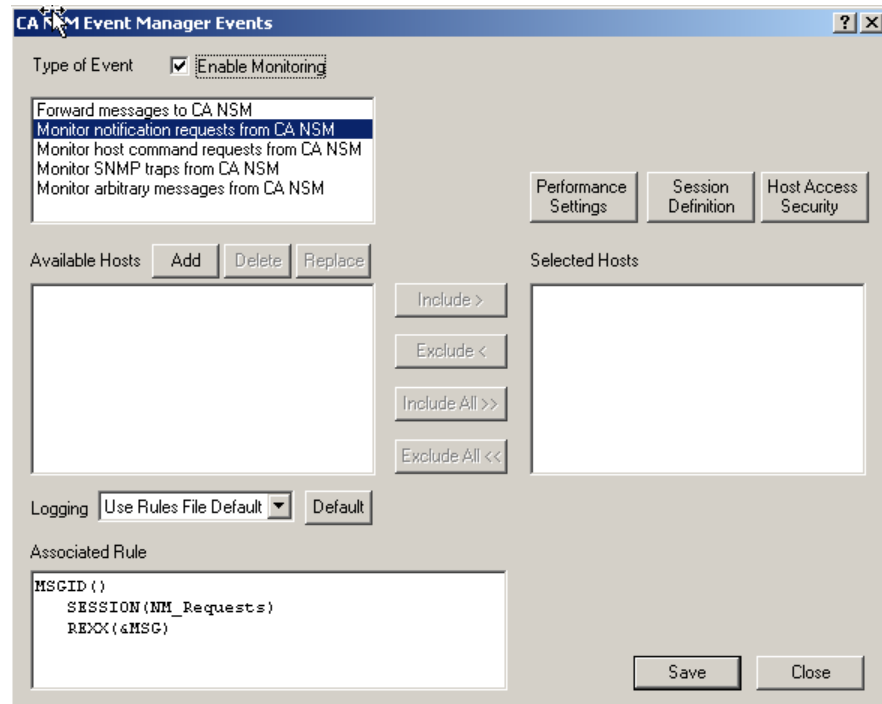 CA NSM Event Manager Events
Type of Event
Enable Monitoring
Forward messages to CA NSM
Monitor notification requests from CA NSM
Monitor host command requests from CA NSM
Monitor SNMP traps from CA NSM
Monitor arbitrary messages from CA NSM
Performance
Settings
Session
Definition
Host Access
Security
Available Hosts
Add
Delete
Replace
Selected Hosts
Include >
Exclude <
Include All >>
Exclude All <<
Logging
Use Rules File Default
Default
Associated Rule
MSGID()
SESSION(NM_Requests)
REXX(&MSG)
Save
Close